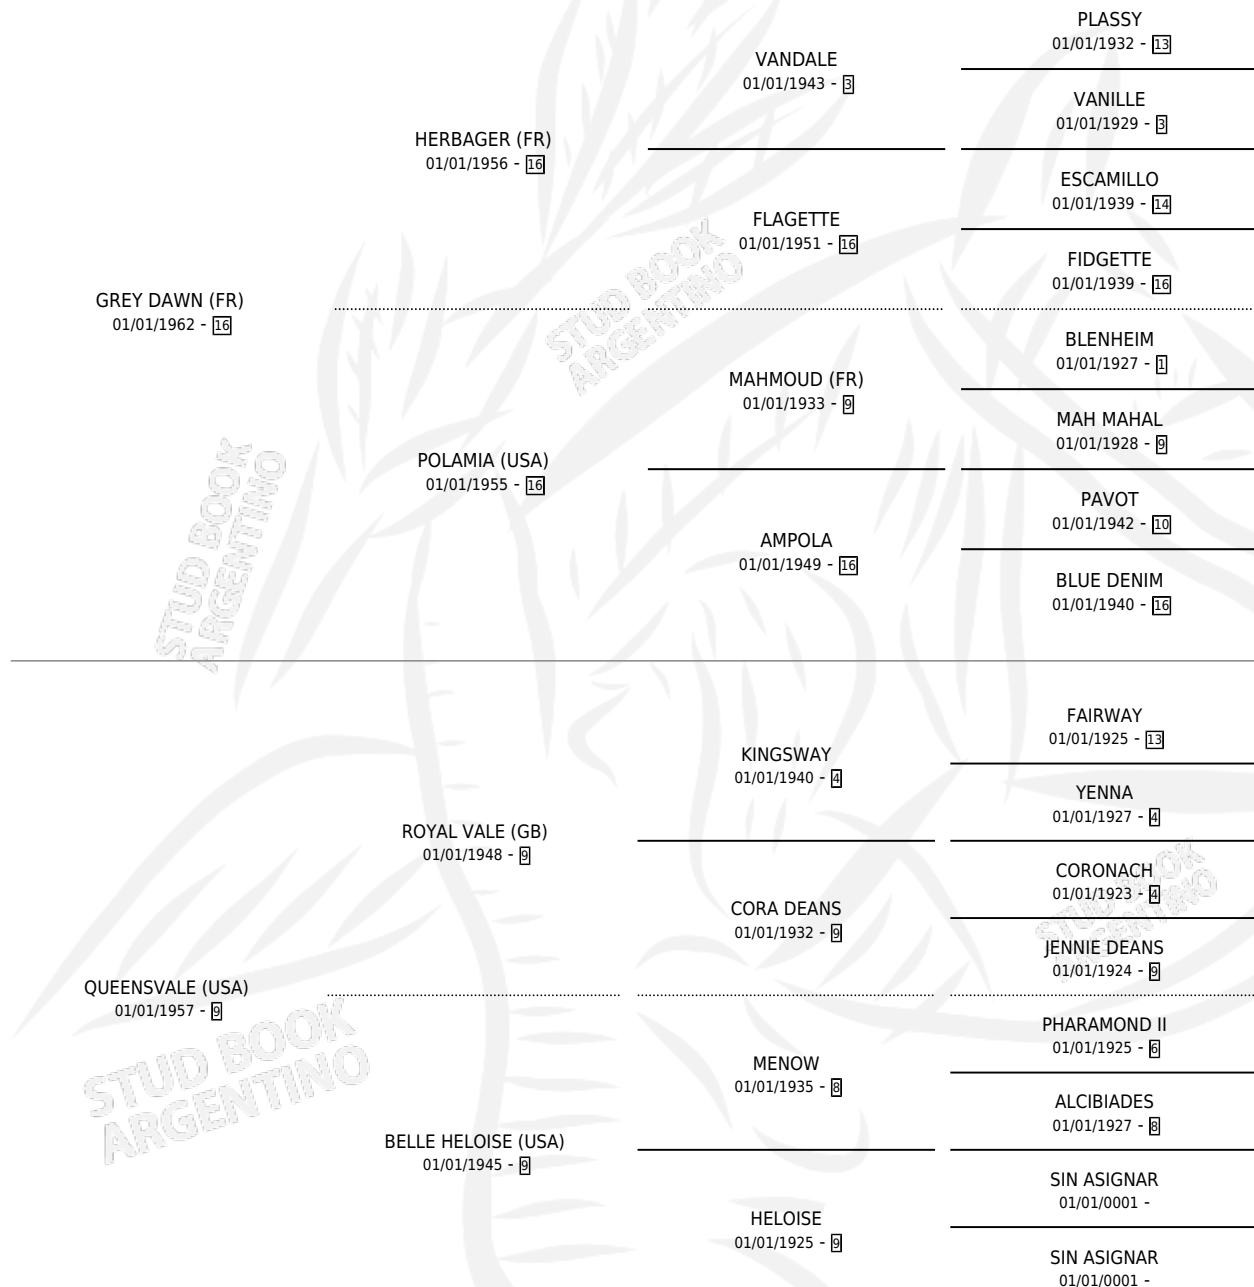 PLASSY
01/01/1932 - 13
VANDALE
01/01/1943 - 3
VANILLE
01/01/1929 - 3
HERBAGER (FR)
01/01/1956 - 16
ESCAMILLO
01/01/1939 - 14
FLAGETTE
01/01/1951 - 16
FIDGETTE
01/01/1939 - 16
GREY DAWN (FR)
01/01/1962 - 16
STUD BOOK
ARGENTINO
BLENHEIM
01/01/1927 - 1
MAHMOUD (FR)
01/01/1933 - 9
MAH MAHAL
01/01/1928 - 9
POLAMIA (USA)
01/01/1955 - 16
PAVOT
01/01/1942 - 10
AMPOLA
01/01/1949 - 16
BLUE DENIM
01/01/1940 - 16
STUD BOOK
ARGENTINO
FAIRWAY
01/01/1925 - 13
KINGSWAY
01/01/1940 - 4
YENNA
01/01/1927 - 4
ROYAL VALE (GB)
01/01/1948 - 9
CORONACH
01/01/1923 - 4
CORA DEANS
01/01/1932 - 9
JENNIE DEANS
01/01/1924 - 9
STUD BOOK
ARGENTINO
QUEENSVALE (USA)
01/01/1957 - 9
PHARAMOND II
01/01/1925 - 6
MENOW
01/01/1935 - 8
ALCIBIADES
01/01/1927 - 8
STUD BOOK
ARGENTINO
BELLE HELOISE (USA)
01/01/1945 - 9
SIN ASIGNAR
01/01/0001 -
HELOISE
01/01/1925 - 9
SIN ASIGNAR
01/01/0001 -